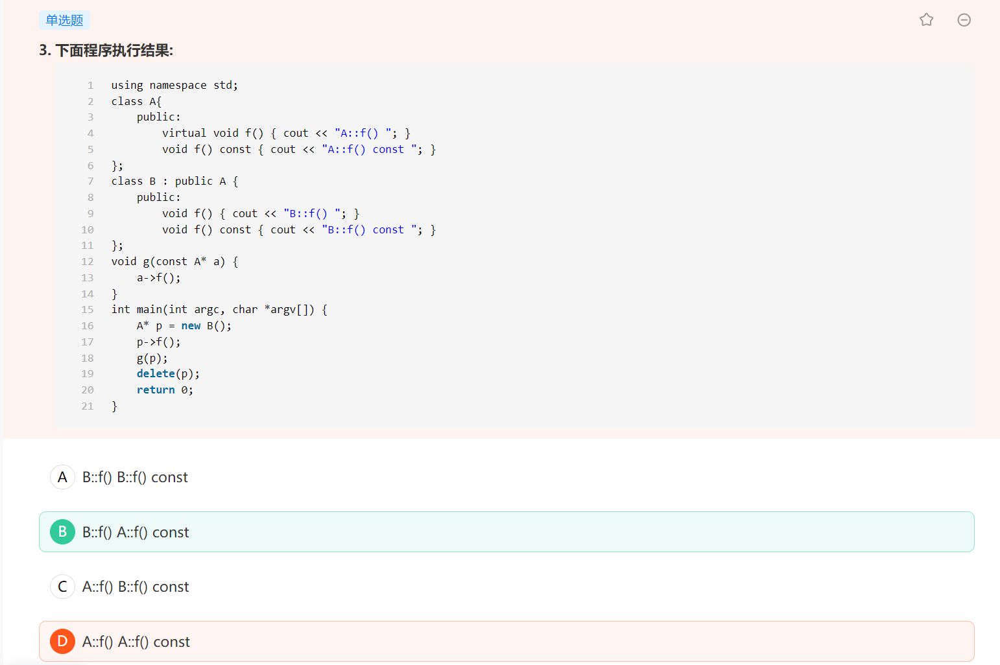 单选题
3. 下面程序执行结果:
1 using namespace std;
2 class A{
3     public:
4         virtual void f() { cout << "A::f() "; }
5         void f() const { cout << "A::f() const "; }
6 };
7 class B : public A {
8     public:
9         void f() { cout << "B::f() "; }
10         void f() const { cout << "B::f() const "; }
11 };
12 void g(const A* a) {
13     a->f();
14 }
15 int main(int argc, char *argv[]) {
16     A* p = new B();
17     p->f();
18     g(p);
19     delete(p);
20     return 0;
21 }
A B::f() B::f() const
B B::f() A::f() const
C A::f() B::f() const
D A::f() A::f() const